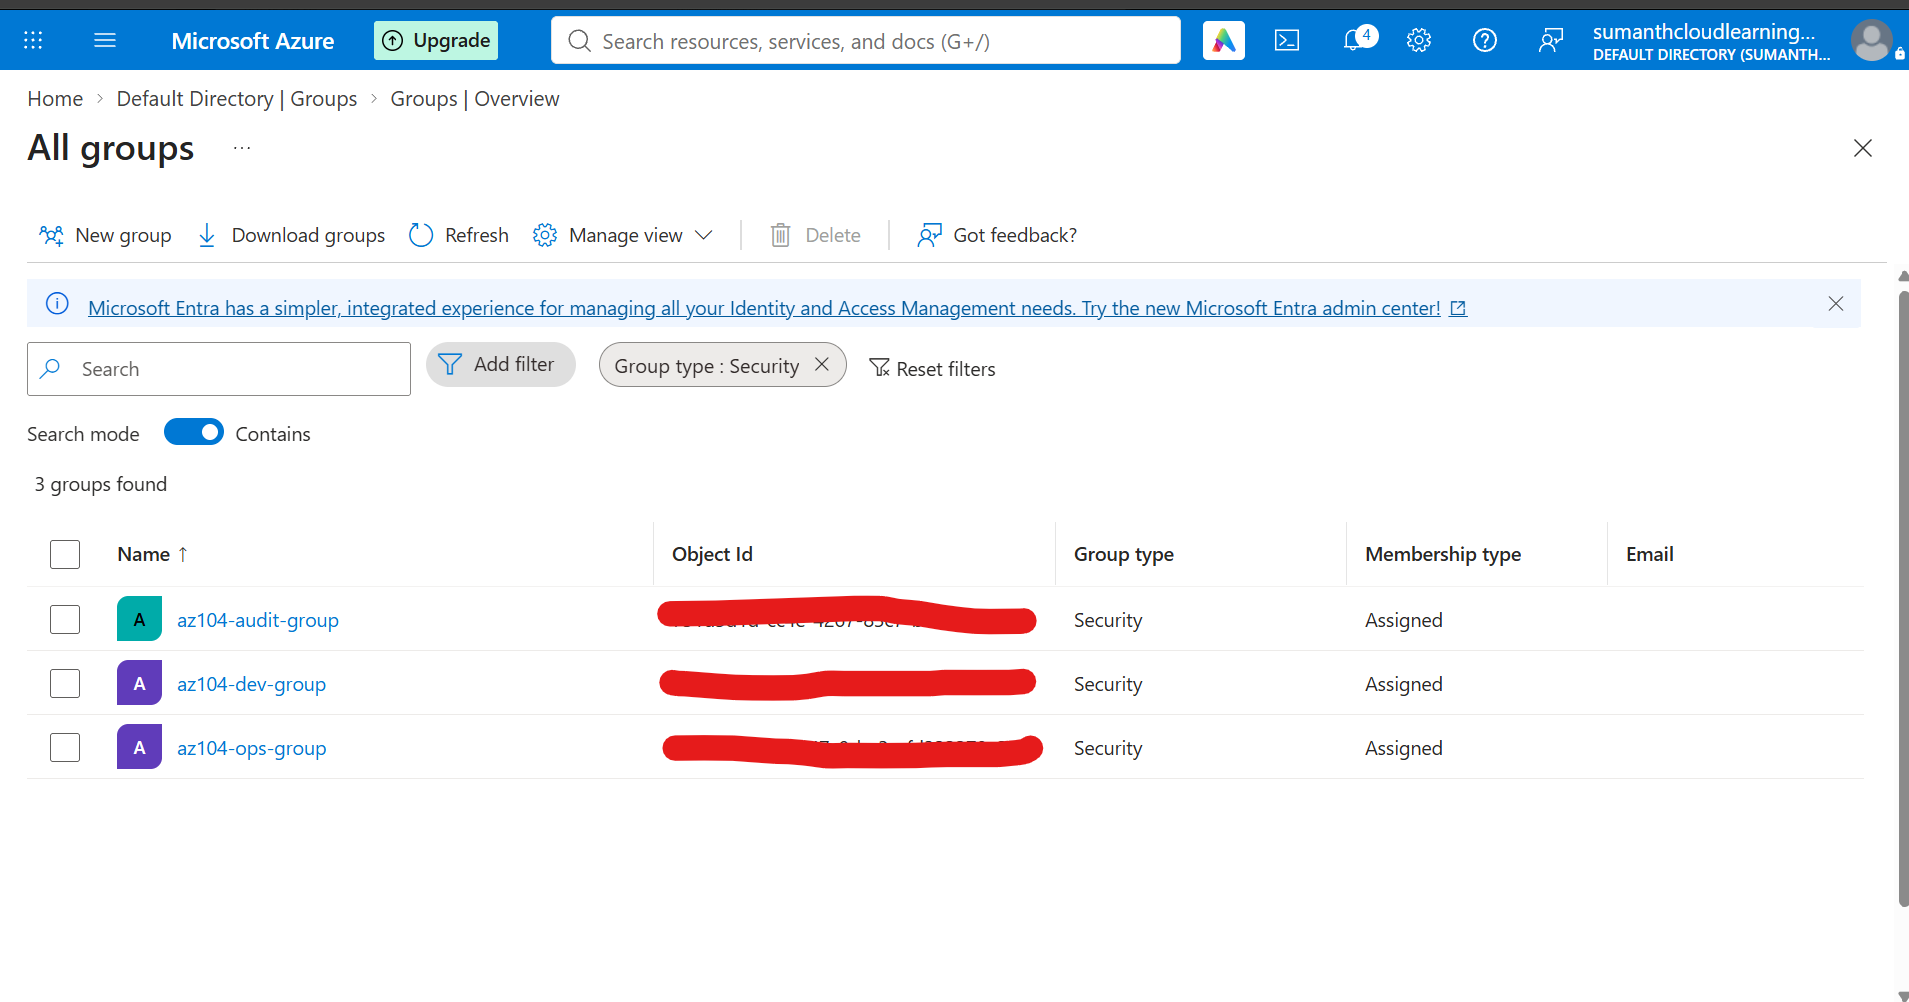 Microsoft Azure
Upgrade
Search resources, services, and docs (G+/)
4
sumanthcloudlearning...
DEFAULT DIRECTORY (SUMANTH...
Home > Default Directory | Groups > Groups | Overview
All groups ...
New group
Download groups
Refresh
Manage view
Delete
Got feedback?
Microsoft Entra has a simpler, integrated experience for managing all your Identity and Access Management needs. Try the new Microsoft Entra admin center!
Search
Add filter
Group type : Security
Reset filters
Search mode
Contains
3 groups found
Name ↑ Object Id Group type Membership type Email
A az104-audit-group Security Assigned
A az104-dev-group Security Assigned
A az104-ops-group Security Assigned